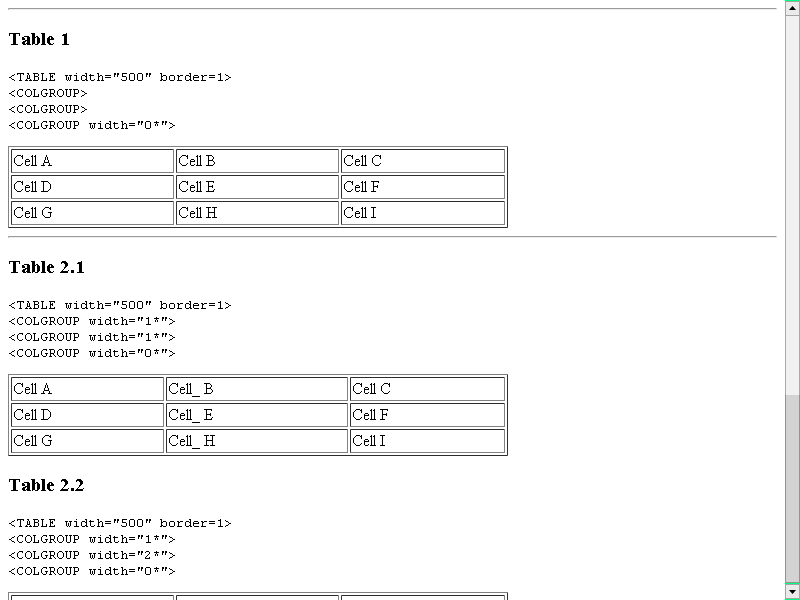 Table 1
<TABLE width="500" border=1>
<COLGROUP>
<COLGROUP>
<COLGROUP width="0*">
Cell A Cell B Cell C
Cell D Cell E Cell F
Cell G Cell H Cell I
Table 2.1
<TABLE width="500" border=1>
<COLGROUP width="1*">
<COLGROUP width="1*">
<COLGROUP width="0*">
Cell A Cell_ B Cell C
Cell D Cell_ E Cell F
Cell G Cell_ H Cell I
Table 2.2
<TABLE width="500" border=1>
<COLGROUP width="1*">
<COLGROUP width="2*">
<COLGROUP width="0*">